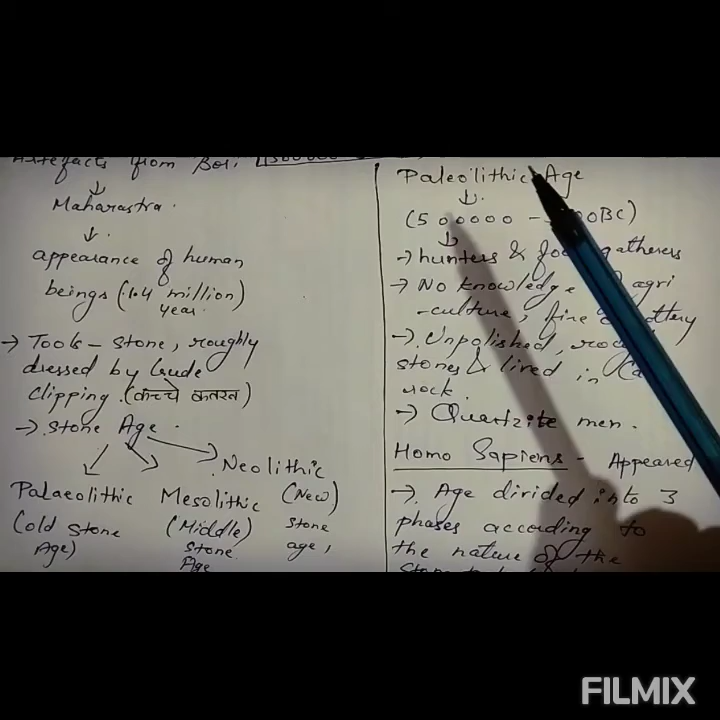 Artefacts from Bori
Maharastra.
appearance of human
beings (1.4 million)
year.
→ Tools – stone, roughly
dressed by Crude
clipping. (कच्चे कतरन)
→ Stone Age.
Neolithic
Palaeolithic Mesolithic (New)
(old stone (Middle) stone
Age) stone age,
Age
Paleolithic Age
(500000 –
→ hunters & gatherers
→ No knowledge agri
-culture, fire
→ Unpolished,
stones & lived in
rock.
→ Quartzite men.
Homo Sapiens – Appeared
→ Age divided into 3
phases according to
the nature of the
FILMIX